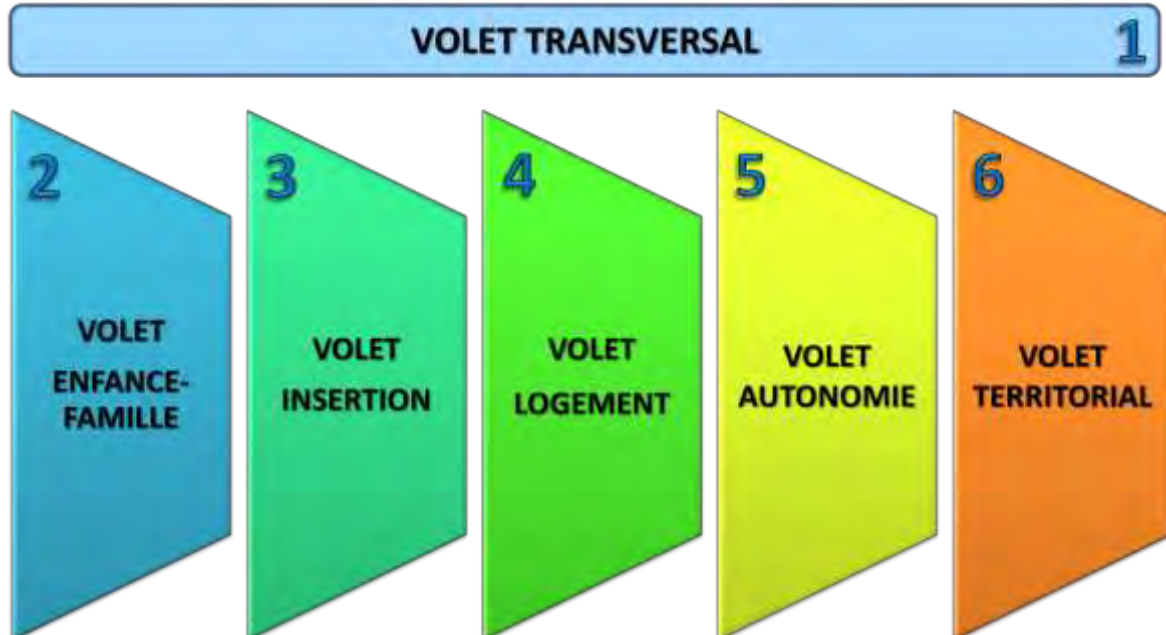 VOLET TRANSVERSAL 1
2
VOLET
ENFANCE-
FAMILLE
3
VOLET
INSERTION
4
VOLET
LOGEMENT
5
VOLET
AUTONOMIE
6
VOLET
TERRITORIAL